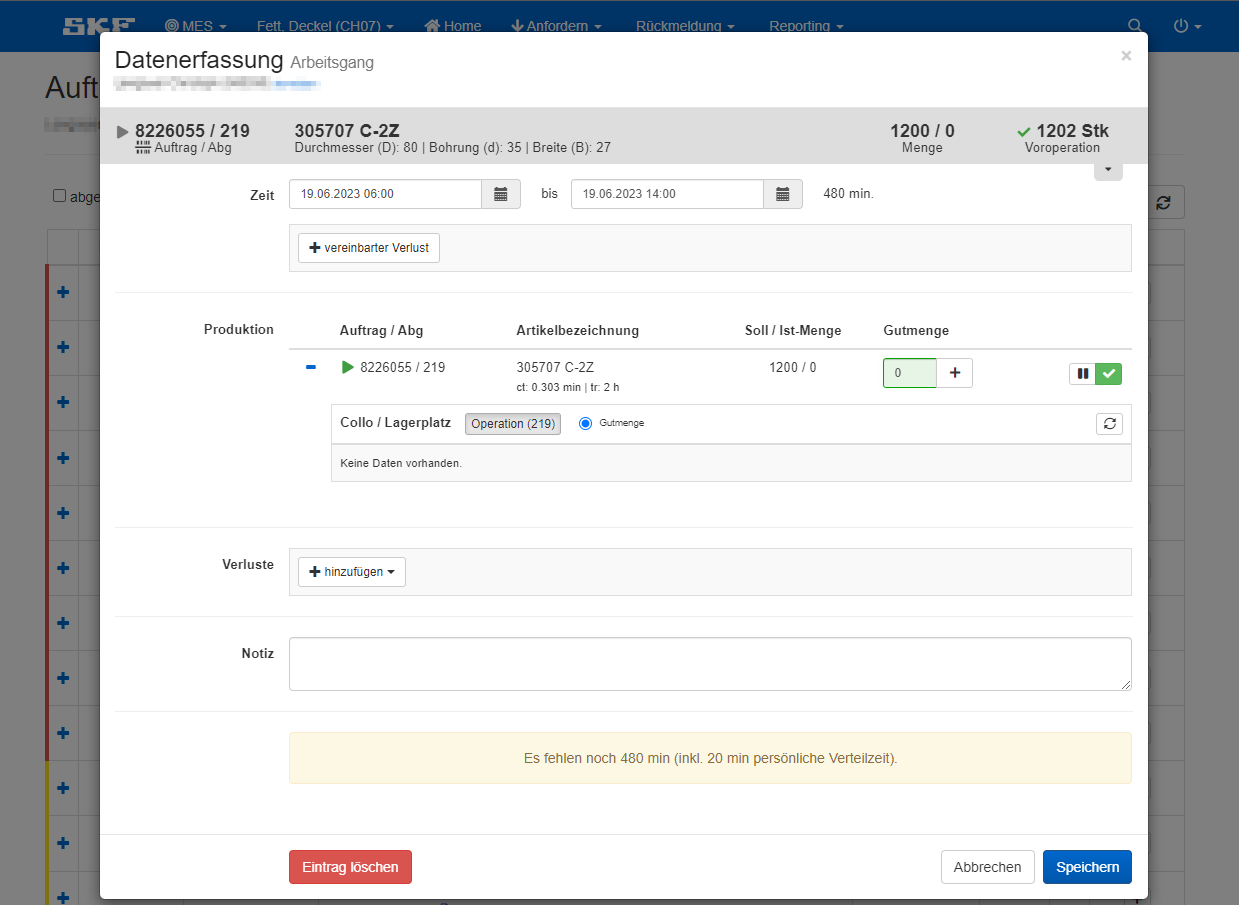 SKF MES Fett, Deckel (CH07) Home Anfordern Rückmeldung Reporting
Auft
Datenerfassung Arbeitsgang
×
8226055 / 219 305707 C-2Z 1200 / 0 1202 Stk
Auftrag / Abg Durchmesser (D): 80 | Bohrung (d): 35 | Breite (B): 27 Menge Voroperation
abge
Zeit 19.06.2023 06:00 bis 19.06.2023 14:00 480 min.
vereinbarter Verlust
Produktion Auftrag / Abg Artikelbezeichnung Soll / Ist-Menge Gutmenge
8226055 / 219 305707 C-2Z 1200 / 0 0
ct: 0.303 min | tr: 2 h
Collo / Lagerplatz Operation (219) Gutmenge
Keine Daten vorhanden.
Verluste hinzufügen
Notiz
Es fehlen noch 480 min (inkl. 20 min persönliche Verteilzeit).
Eintrag löschen Abbrechen Speichern